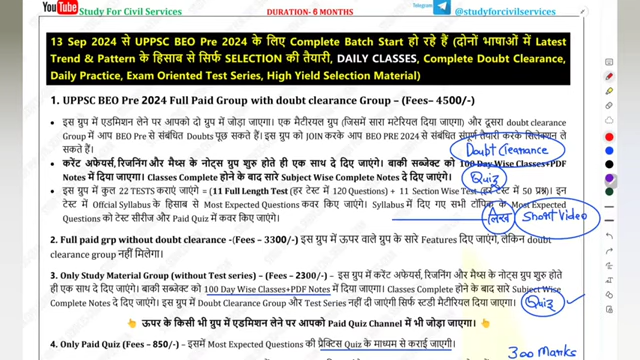 YouTube Study For Civil Services
DURATION- 6 MONTHS
Telegram @studyforcivilservices
13 Sep 2024 से UPPSC BEO Pre 2024 के लिए Complete Batch Start हो रहे हैं (दोनों भाषाओं में Latest
Trend & Pattern के हिसाब से सिर्फ SELECTION की तैयारी, DAILY CLASSES, Complete Doubt Clearance,
Daily Practice, Exam Oriented Test Series, High Yield Selection Material)
1. UPPSC BEO Pre 2024 Full Paid Group with doubt clearance Group – (Fees– 4500/-)
• इस ग्रुप में एडमिशन लेने पर आपको दो ग्रुप में जोड़ा जाएगा। एक मैटीरियल ग्रुप (जिसमें सारा मटेरियल दिया जाएगा) और दूसरा doubt clearance
Group में आप BEO Pre से संबंधित Doubts पूछ सकते हैं। इस ग्रुप को JOIN करके आप BEO PRE 2024 से संबंधित संपूर्ण तैयारी करके सिलेक्शन ले
सकते हैं।
Doubt Clearance
• करेंट अफेयर्स, रिजनिंग और मैथ्स के नोट्स ग्रुप शुरु होते ही एक साथ दे दिए जाएंगे। बाकी सब्जेक्ट को 100 Day Wise Classes+PDF
Notes में दिया जाएगा। Classes Complete होने के बाद सारे Subject Wise Complete Notes दे दिए जाएंगे।
Quiz
• इस ग्रुप में कुल 22 TESTS कराएं जाएंगे = (11 Full Length Test (हर टेस्ट में 120 Questions) + 11 Section Wise Test (हर टेस्ट में 50 प्रश्न)। इन
टेस्ट में Offcial Syllabus के हिसाब से Most Expected Questions कवर किए जाएंगे। Syllabus में दिए गए सभी टॉपिक के Most Expected
Questions को टेस्ट सीरीज और Paid Quiz में कवर किए जाएंगे।
लेख Short Video
2. Full paid grp without doubt clearance -(Fees – 3300/-) इस ग्रुप में ऊपर वाले ग्रुप के सारे Features दिए जाएंगे, लेकिन doubt
clearance group नहीं मिलेगा।
3. Only Study Material Group (without Test series) – (Fees - 2300/-) - इस ग्रुप में करेंट अफेयर्स, रिजनिंग और मैथ्स के नोट्स ग्रुप शुरु होते
ही एक साथ दे दिए जाएंगे। बाकी सब्जेक्ट को 100 Day Wise Classes+PDF Notes में दिया जाएगा। Classes Complete होने के बाद सारे Subject Wise
Complete Notes दे दिए जाएंगे। इस ग्रुप में Doubt Clearance Group और Test Series नहीं दी जाएंगी सिर्फ स्टडी मैटीरियल दिया जाएगा।
Quiz
👉 ऊपर के किसी भी ग्रुप में एडमिशन लेने पर आपको Paid Quiz Channel में भी जोड़ा जाएगा। 👈
4. Only Paid Quiz (Fees – 850/-) – इसमें Most Expected Questions की प्रैक्टिस Quiz के माध्यम से कराई जाएगी।
300 Marks